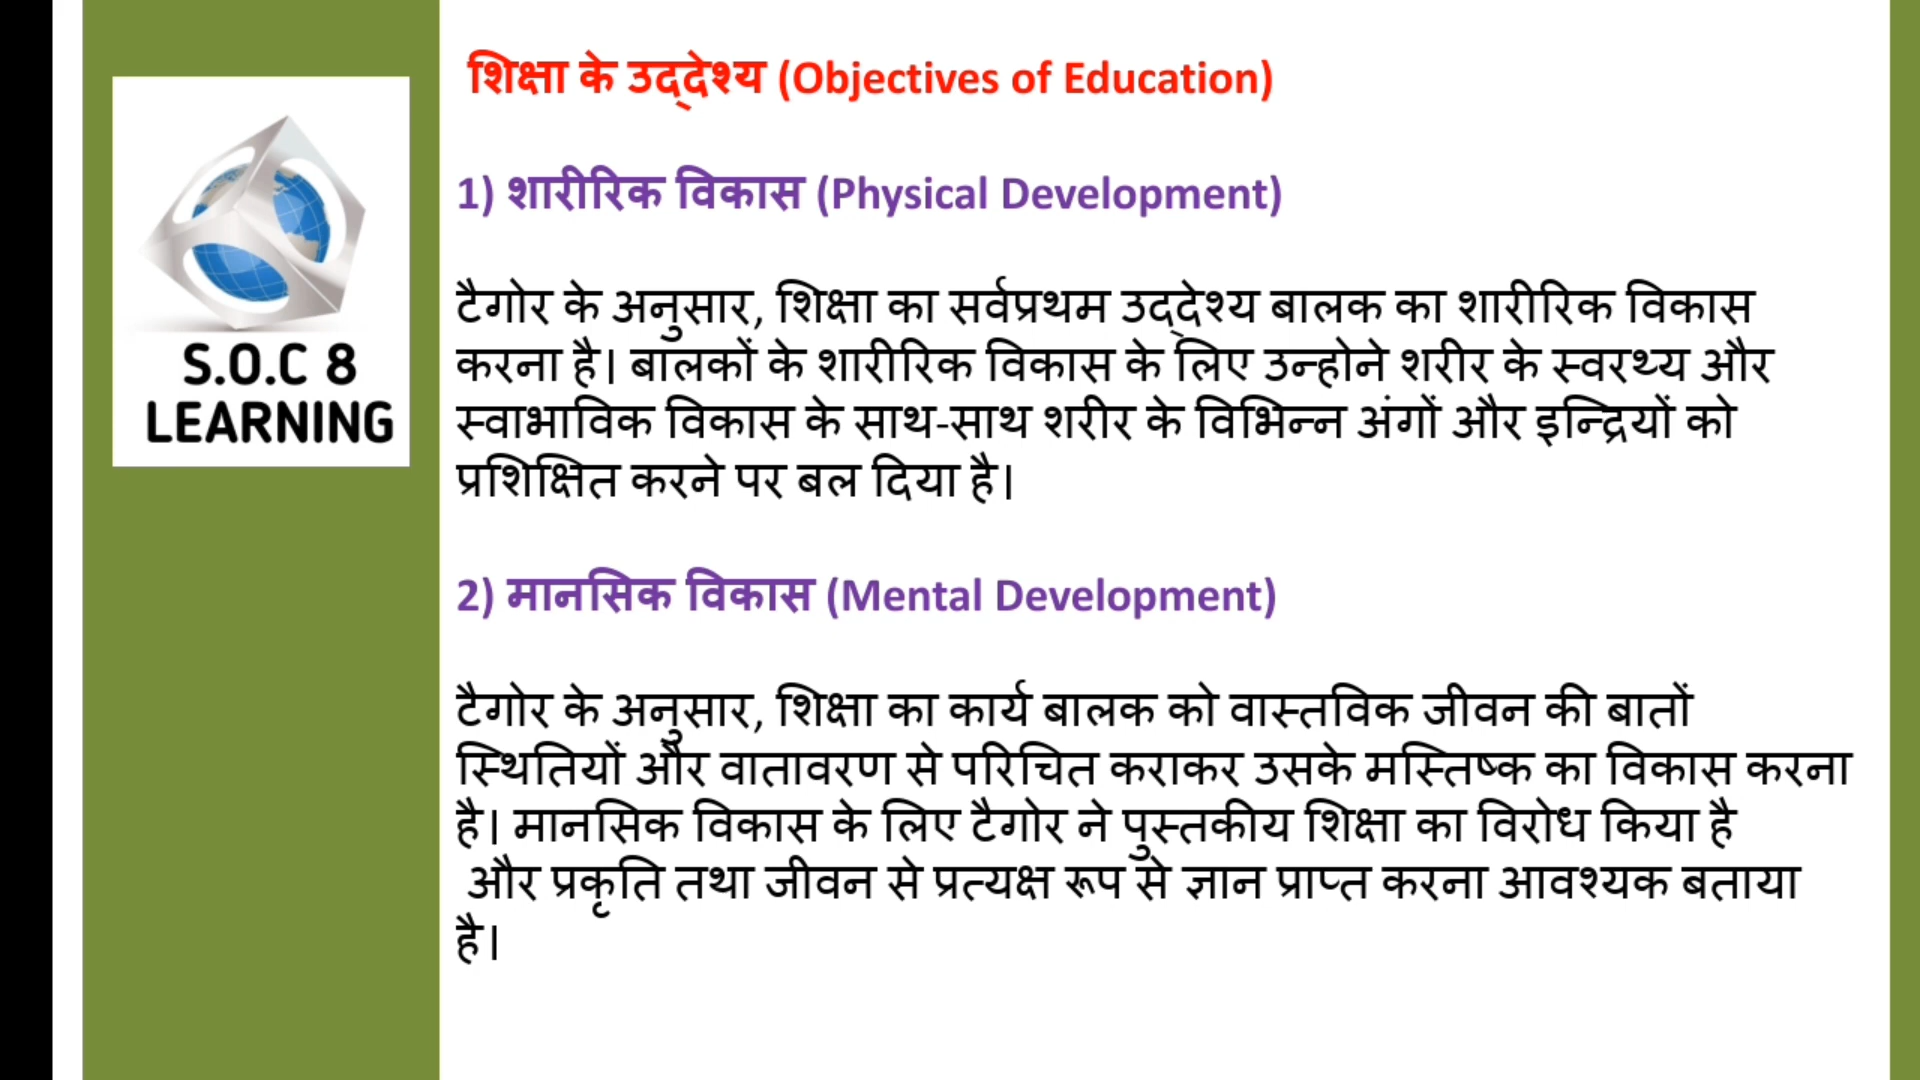 S.O.C 8
LEARNING
शिक्षा के उद्देश्य (Objectives of Education)
1) शारीरिक विकास (Physical Development)
टैगोर के अनुसार, शिक्षा का सर्वप्रथम उद्देश्य बालक का शारीरिक विकास
करना है। बालकों के शारीरिक विकास के लिए उन्होने शरीर के स्वरथ्य और
स्वाभाविक विकास के साथ-साथ शरीर के विभिन्न अंगों और इन्द्रियों को
प्रशिक्षित करने पर बल दिया है।
2) मानसिक विकास (Mental Development)
टैगोर के अनुसार, शिक्षा का कार्य बालक को वास्तविक जीवन की बातों
स्थितियों और वातावरण से परिचित कराकर उसके मस्तिष्क का विकास करना
है। मानसिक विकास के लिए टैगोर ने पुस्तकीय शिक्षा का विरोध किया है
और प्रकृति तथा जीवन से प्रत्यक्ष रूप से ज्ञान प्राप्त करना आवश्यक बताया
है।